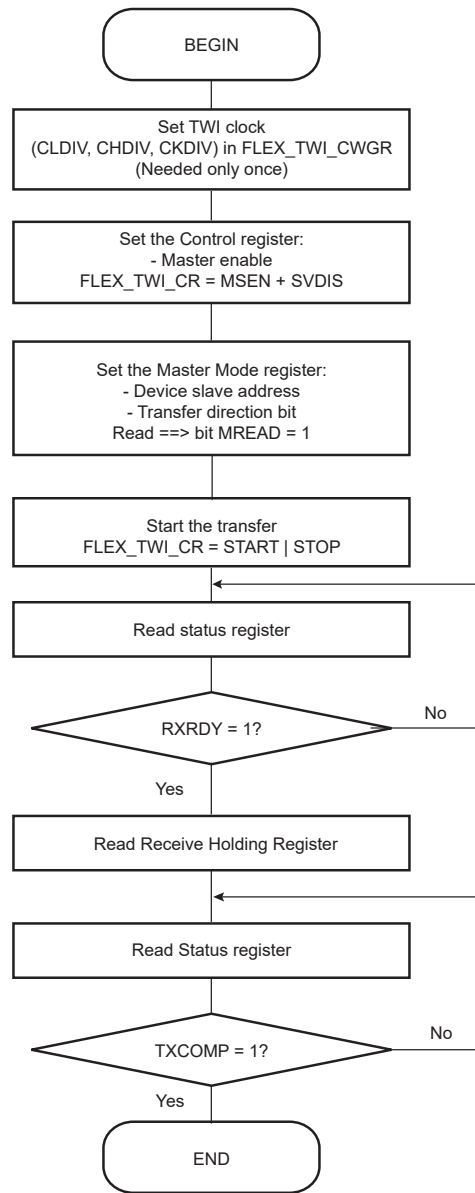 BEGIN
Set TWI clock
(CLDIV, CHDIV, CKDIV) in FLEX_TWI_CWGR
(Needed only once)
Set the Control register:
- Master enable
FLEX_TWI_CR = MSEN + SVDIS
Set the Master Mode register:
- Device slave address
- Transfer direction bit
Read ==> bit MREAD = 1
Start the transfer
FLEX_TWI_CR = START | STOP
Read status register
RXRDY = 1?
No
Yes
Read Receive Holding Register
Read Status register
TXCOMP = 1?
No
Yes
END